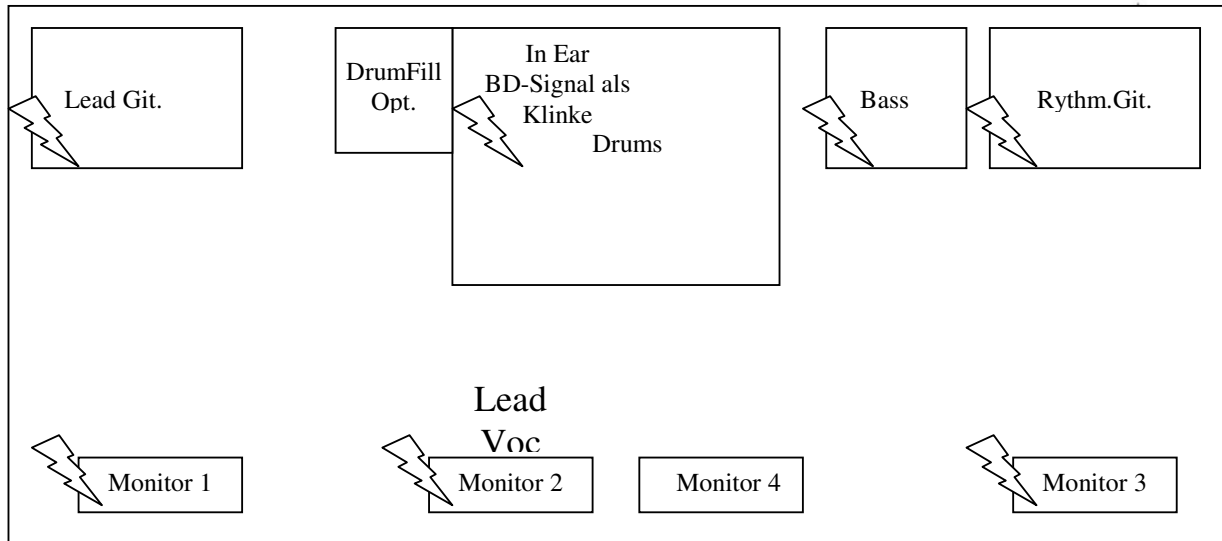 Lead Git.
DrumFill
Opt.
In Ear
BD-Signal als
Klinke
Drums
Bass
Rythm.Git.
Lead
Voc
Monitor 1
Monitor 2
Monitor 4
Monitor 3